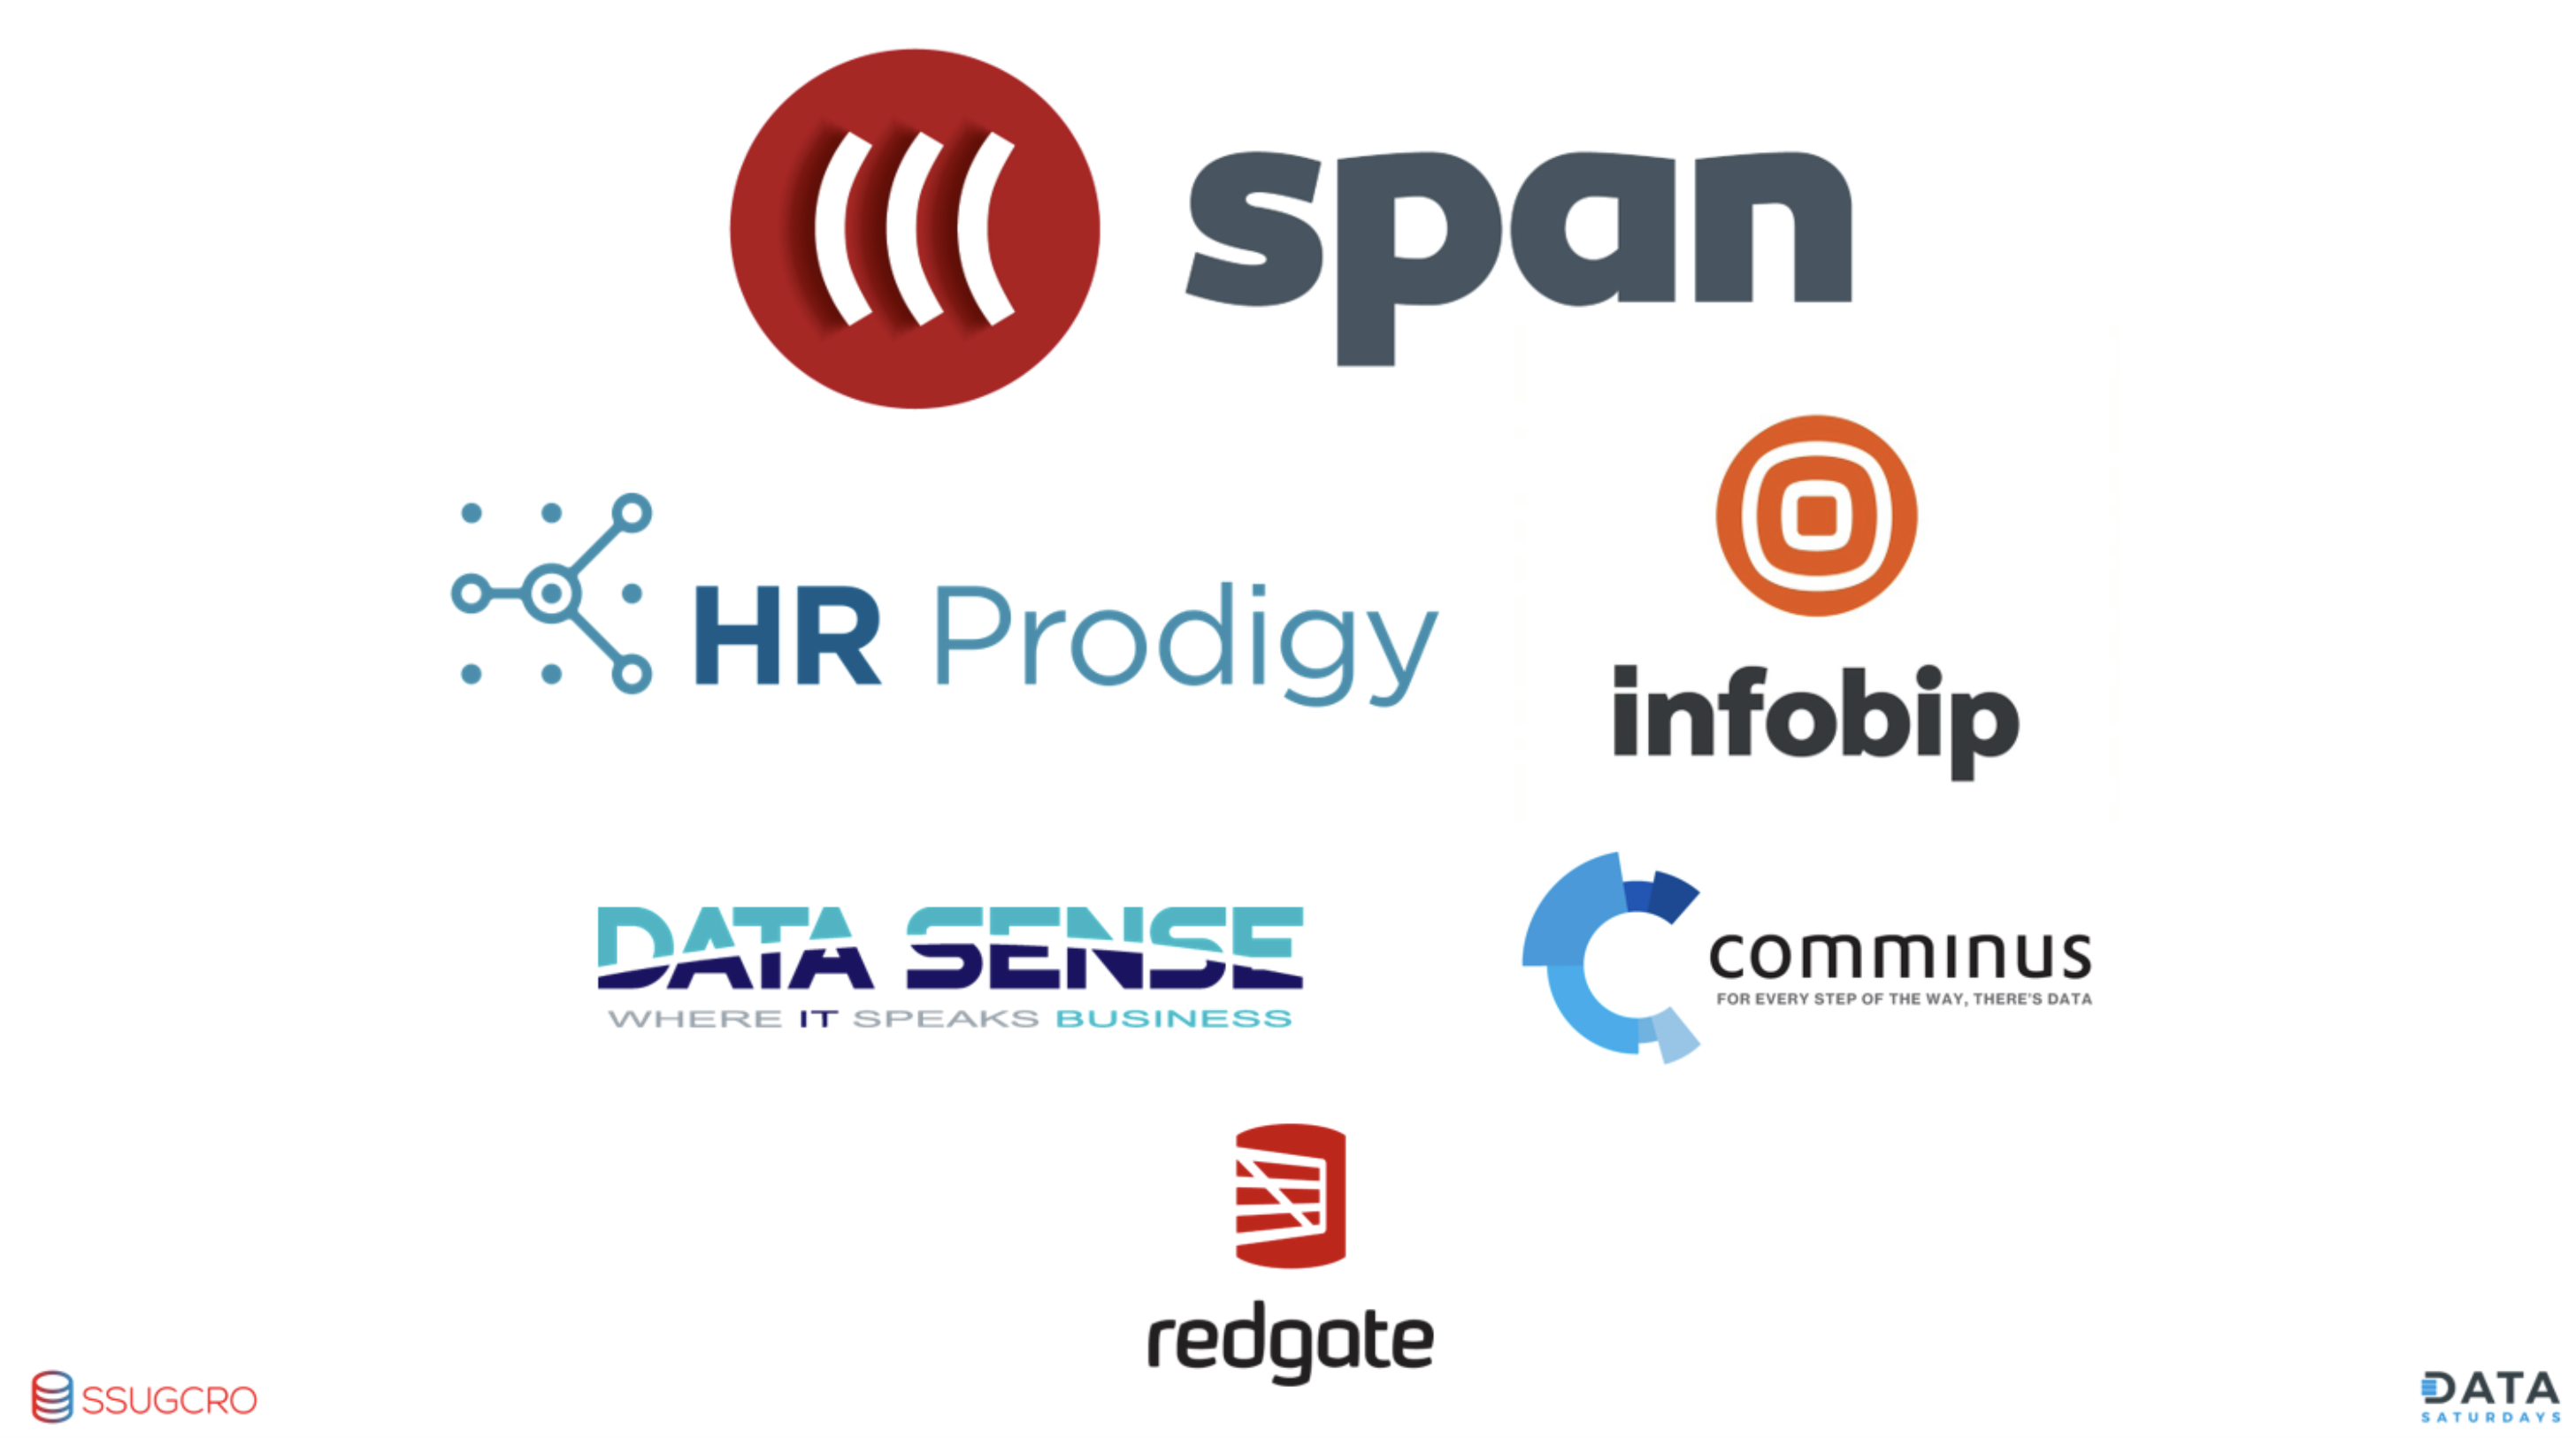 span
HR Prodigy
infobip
DATA SENSE
WHERE IT SPEAKS BUSINESS
comminus
FOR EVERY STEP OF THE WAY, THERE'S DATA
redgate
SSUGCRO
DATA
SATURDAYS